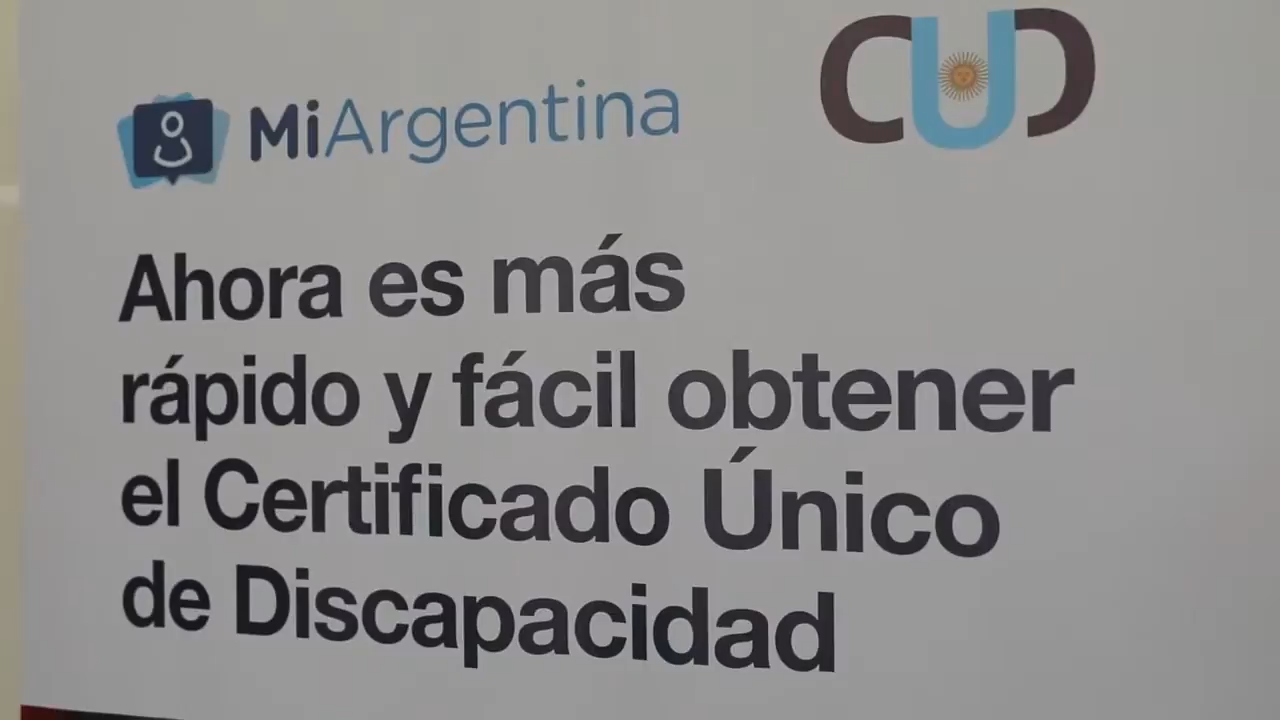 MiArgentina
CUD
Ahora es más
rápido y fácil obtener
el Certificado Único
de Discapacidad